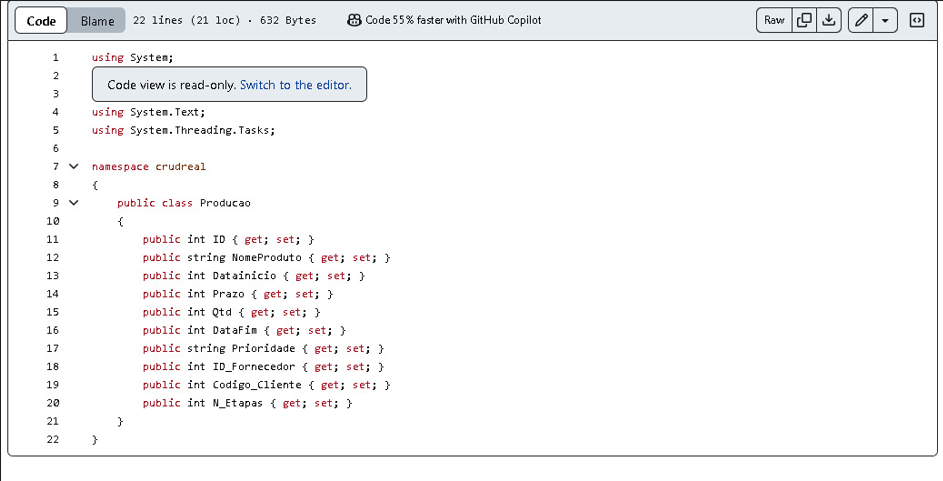 Code Blame 22 lines (21 loc) · 632 Bytes Code 55% faster with GitHub Copilot Raw
1 using System;
2
Code view is read-only. Switch to the editor.
3
4 using System.Text;
5 using System.Threading.Tasks;
6
7 namespace crudreal
8 {
9 public class Producao
10 {
11 public int ID { get; set; }
12 public string NomeProduto { get; set; }
13 public int Datainicio { get; set; }
14 public int Prazo { get; set; }
15 public int Qtd { get; set; }
16 public int DataFim { get; set; }
17 public string Prioridade { get; set; }
18 public int ID_Fornecedor { get; set; }
19 public int Codigo_Cliente { get; set; }
20 public int N_Etapas { get; set; }
21 }
22 }